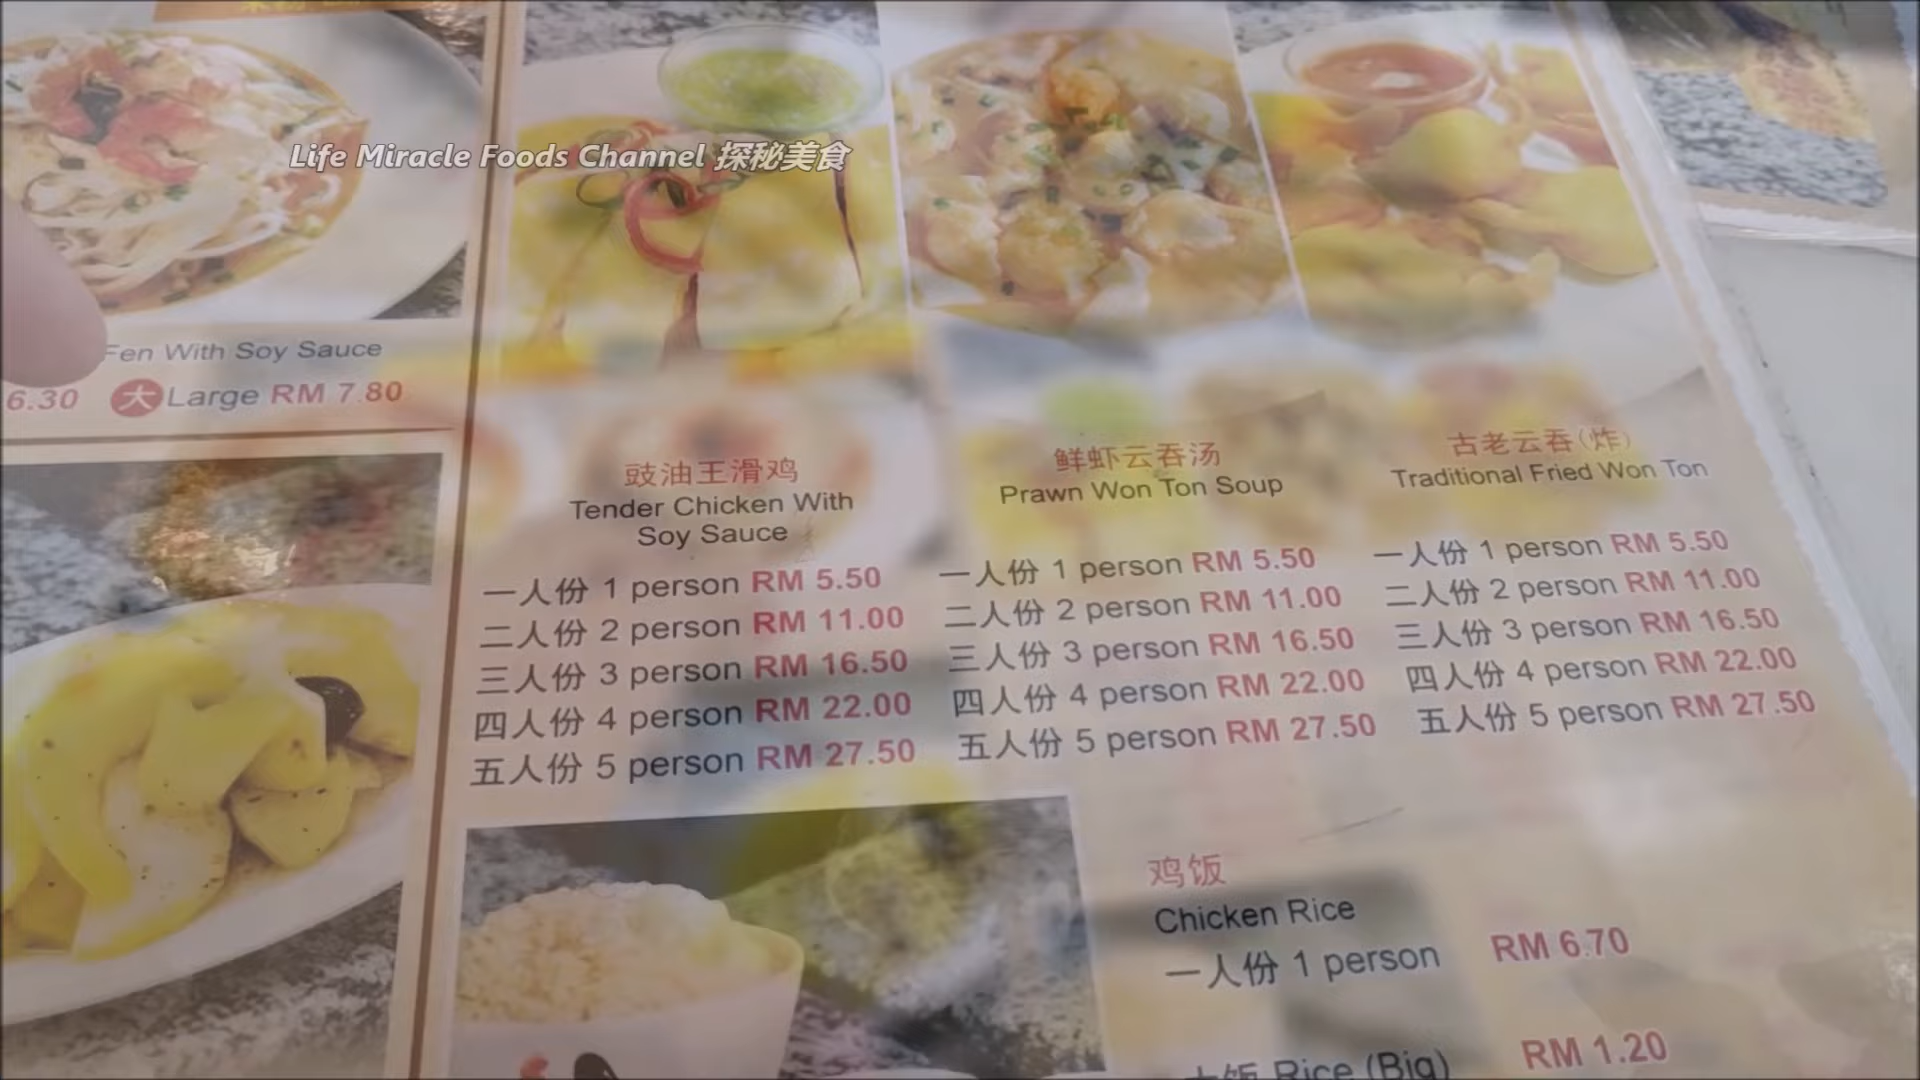 Life Miracle Foods Channel 探秘美食
Fen With Soy Sauce
6.30 大 Large RM 7.80
豉油王滑鸡
Tender Chicken With
Soy Sauce
一人份 1 person RM 5.50
二人份 2 person RM 11.00
三人份 3 person RM 16.50
四人份 4 person RM 22.00
五人份 5 person RM 27.50
鲜虾云吞汤
Prawn Won Ton Soup
一人份 1 person RM 5.50
二人份 2 person RM 11.00
三人份 3 person RM 16.50
四人份 4 person RM 22.00
五人份 5 person RM 27.50
古老云吞(炸)
Traditional Fried Won Ton
一人份 1 person RM 5.50
二人份 2 person RM 11.00
三人份 3 person RM 16.50
四人份 4 person RM 22.00
五人份 5 person RM 27.50
鸡饭
Chicken Rice
一人份 1 person RM 6.70
饭 Rice (Big) RM 1.20